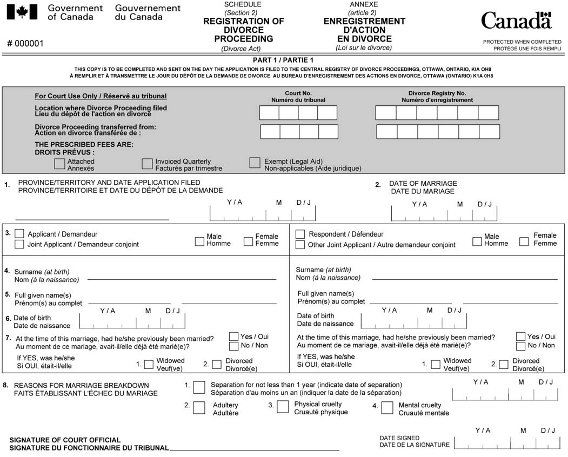 Government of Canada
Gouvernement du Canada
SCHEDULE
(Section 2)
REGISTRATION OF DIVORCE PROCEEDING
(Divorce Act)
ANNEXE
(article 2)
ENREGISTREMENT D'ACTION EN DIVORCE
(Loi sur le divorce)
Canada
PROTECTED WHEN COMPLETED
PROTÉGÉ UNE FOIS REMPLI
# 000001
PART 1 / PARTIE 1
THIS COPY IS TO BE COMPLETED AND SENT ON THE DAY THE APPLICATION IS FILED TO THE CENTRAL REGISTRY OF DIVORCE PROCEEDINGS, OTTAWA, ONTARIO, K1A 0H8
À REMPLIR ET À TRANSMETTRE LE JOUR DU DÉPÔT DE LA DEMANDE DE DIVORCE AU BUREAU D'ENREGISTREMENT DES ACTIONS EN DIVORCE, OTTAWA (ONTARIO) K1A 0H8
For Court Use Only / Réservé au tribunal
Court No.
Numéro du tribunal
Divorce Registry No.
Numéro d'enregistrement
Location where Divorce Proceeding filed
Lieu du dépôt de l'action en divorce
Divorce Proceeding transferred from:
Action en divorce transférée de :
THE PRESCRIBED FEES ARE:
DROITS PRÉVUS :
Attached
Annexés
Invoiced Quarterly
Facturés par trimestre
Exempt (Legal Aid)
Non-applicables (Aide juridique)
1. PROVINCE/TERRITORY AND DATE APPLICATION FILED
PROVINCE/TERRITOIRE ET DATE DU DÉPÔT DE LA DEMANDE
Y / A M D / J
2. DATE OF MARRIAGE
DATE DU MARIAGE
Y / A M D / J
3. Applicant / Demandeur
Joint Applicant / Demandeur conjoint
Male
Homme
Female
Femme
Respondent / Défendeur
Other Joint Applicant / Autre demandeur conjoint
Male
Homme
Female
Femme
4. Surname (at birth)
Nom (à la naissance)
Surname (at birth)
Nom (à la naissance)
5. Full given name(s)
Prénom(s) au complet
Full given name(s)
Prénom(s) au complet
6. Date of birth
Date de naissance
Y / A M D / J
Date of birth
Date de naissance
Y / A M D / J
7. At the time of this marriage, had he/she previously been married?
Au moment de ce mariage, avait-il/elle déjà été marié(e)?
Yes / Oui
No / Non
If YES, was he/she
Si OUI, était-il/elle
1. Widowed
Veuf(ve)
2. Divorced
Divorcé(e)
At the time of this marriage, had he/she previously been married?
Au moment de ce mariage, avait-il/elle déjà été marié(e)?
Yes / Oui
No / Non
If YES, was he/she
Si OUI, était-il/elle
1. Widowed
Veuf(ve)
2. Divorced
Divorcé(e)
8. REASONS FOR MARRIAGE BREAKDOWN
FAITS ÉTABLISSANT L'ÉCHEC DU MARIAGE
1. Separation for not less than 1 year (indicate date of separation)
Séparation d'au moins un an (indiquer la date de séparation)
Y / A M D / J
2. Adultery
Adultère
3. Physical cruelty
Cruauté physique
4. Mental cruelty
Cruauté mentale
SIGNATURE OF COURT OFFICIAL
SIGNATURE DU FONCTIONNAIRE DU TRIBUNAL
DATE SIGNED
DATE DE LA SIGNATURE
Y / A M D / J